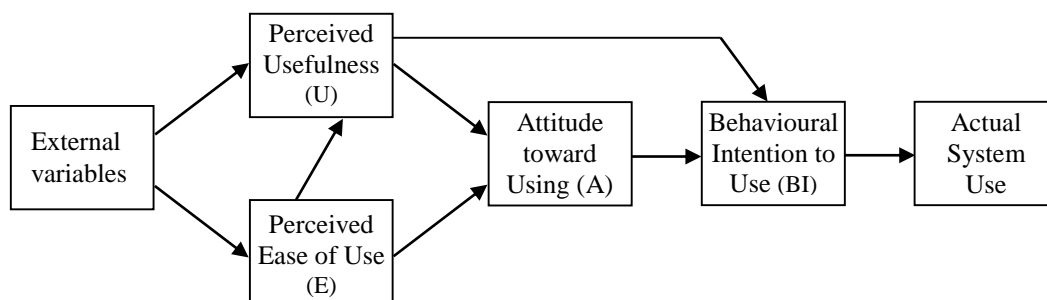 External
variables
Perceived
Usefulness
(U)
Perceived
Ease of Use
(E)
Attitude
toward
Using (A)
Behavioural
Intention to
Use (BI)
Actual
System
Use